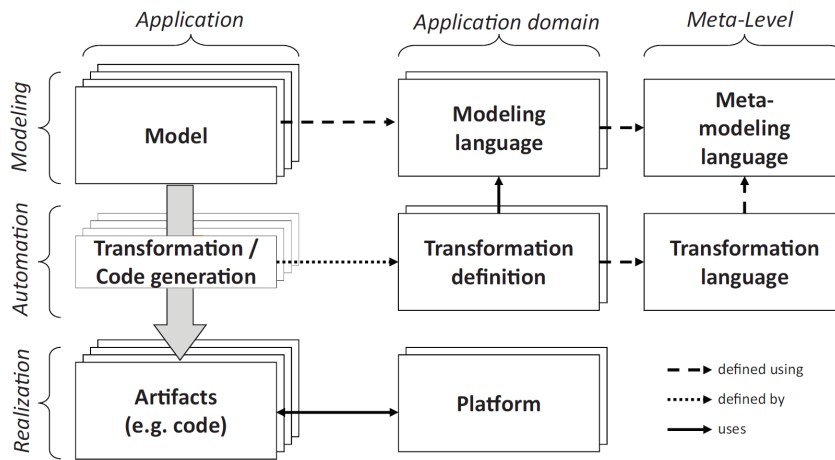 Application
Application domain
Meta-Level
Modeling
Model
Modeling
language
Meta-
modeling
language
Automation
Transformation /
Code generation
Transformation
definition
Transformation
language
Realization
Artifacts
(e.g. code)
Platform
defined using
defined by
uses